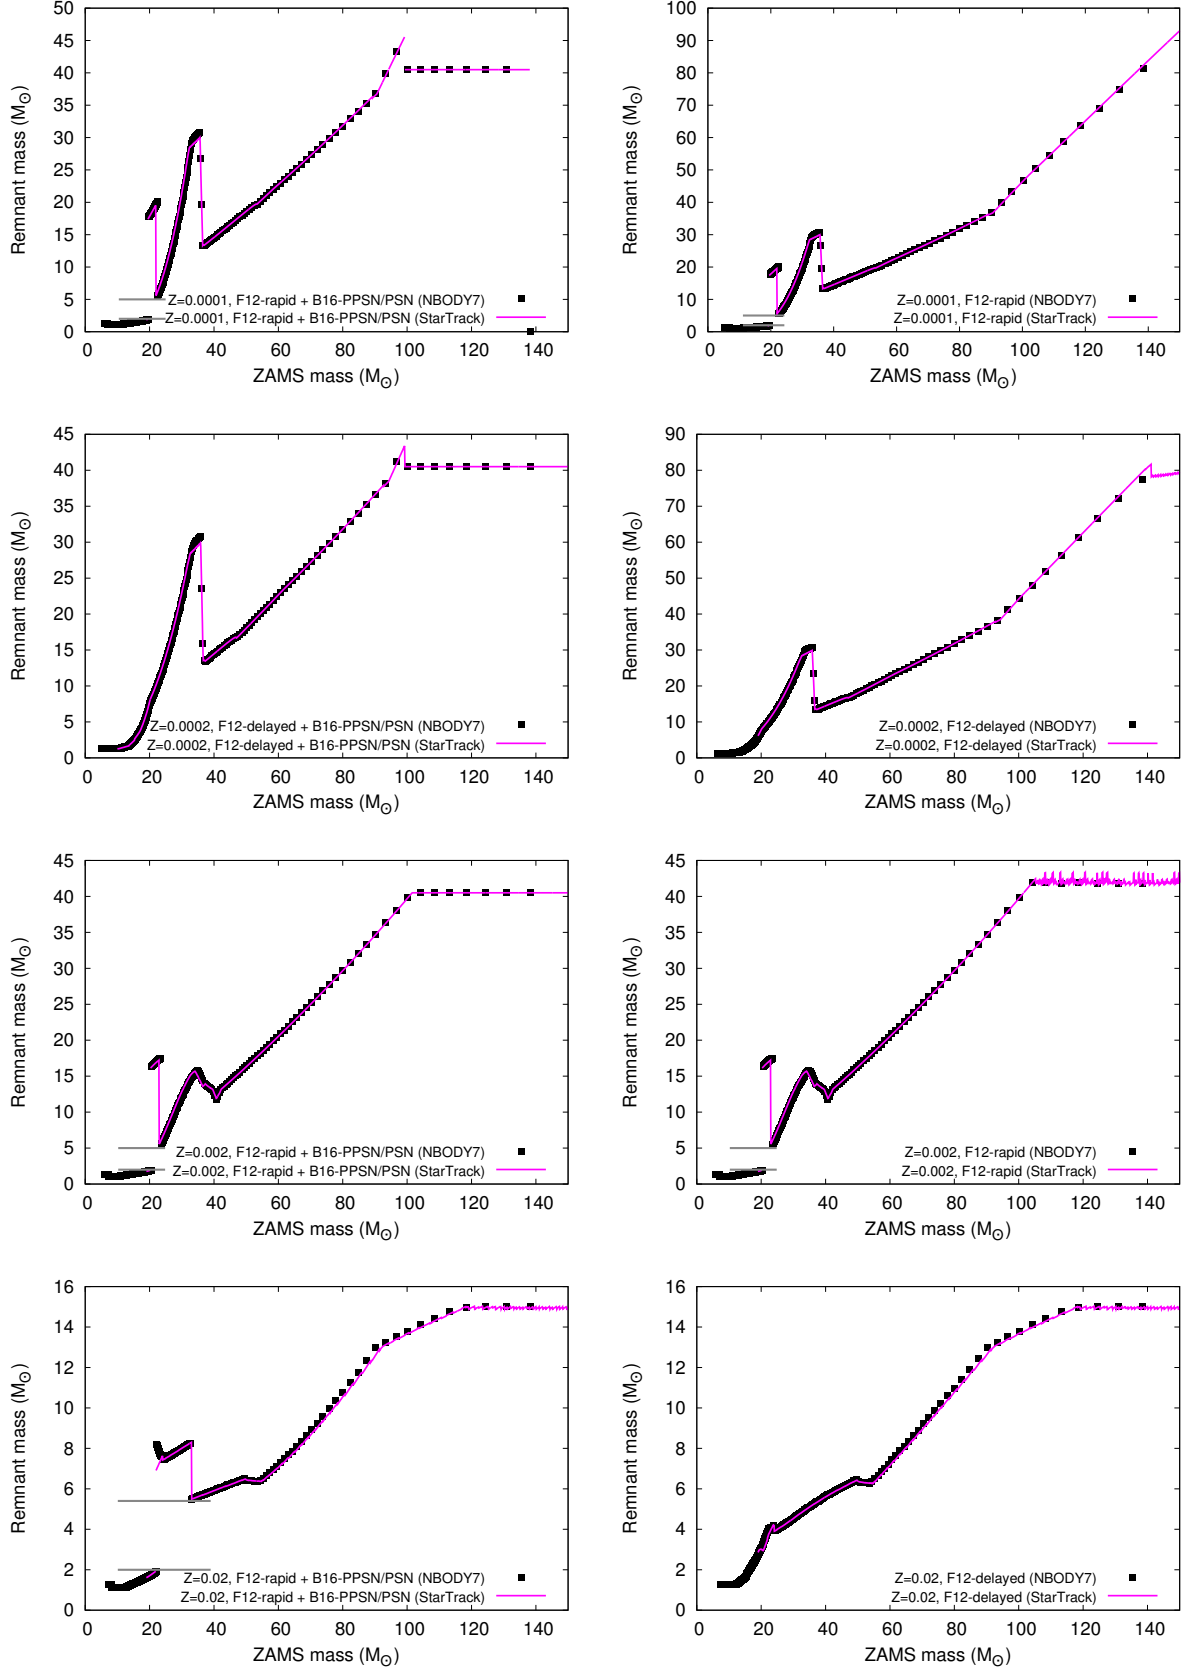 50
45
40
35
30
25
20
15
10
5
0
Remnant mass (M⊙)
Z=0.0001, F12-rapid + B16-PPSN/PSN (NBODY7)
Z=0.0001, F12-rapid + B16-PPSN/PSN (StarTrack)
0 20 40 60 80 100 120 140
ZAMS mass (M⊙)
100
90
80
70
60
50
40
30
20
10
0
Remnant mass (M⊙)
Z=0.0001, F12-rapid (NBODY7)
Z=0.0001, F12-rapid (StarTrack)
0 20 40 60 80 100 120 140
ZAMS mass (M⊙)
45
40
35
30
25
20
15
10
5
0
Remnant mass (M⊙)
Z=0.0002, F12-delayed + B16-PPSN/PSN (NBODY7)
Z=0.0002, F12-delayed + B16-PPSN/PSN (StarTrack)
0 20 40 60 80 100 120 140
ZAMS mass (M⊙)
90
80
70
60
50
40
30
20
10
0
Remnant mass (M⊙)
Z=0.0002, F12-delayed (NBODY7)
Z=0.0002, F12-delayed (StarTrack)
0 20 40 60 80 100 120 140
ZAMS mass (M⊙)
45
40
35
30
25
20
15
10
5
0
Remnant mass (M⊙)
Z=0.002, F12-rapid + B16-PPSN/PSN (NBODY7)
Z=0.002, F12-rapid + B16-PPSN/PSN (StarTrack)
0 20 40 60 80 100 120 140
ZAMS mass (M⊙)
45
40
35
30
25
20
15
10
5
0
Remnant mass (M⊙)
Z=0.002, F12-rapid (NBODY7)
Z=0.002, F12-rapid (StarTrack)
0 20 40 60 80 100 120 140
ZAMS mass (M⊙)
16
14
12
10
8
6
4
2
0
Remnant mass (M⊙)
Z=0.02, F12-rapid + B16-PPSN/PSN (NBODY7)
Z=0.02, F12-rapid + B16-PPSN/PSN (StarTrack)
0 20 40 60 80 100 120 140
ZAMS mass (M⊙)
16
14
12
10
8
6
4
2
0
Remnant mass (M⊙)
Z=0.02, F12-delayed (NBODY7)
Z=0.02, F12-delayed (StarTrack)
0 20 40 60 80 100 120 140
ZAMS mass (M⊙)